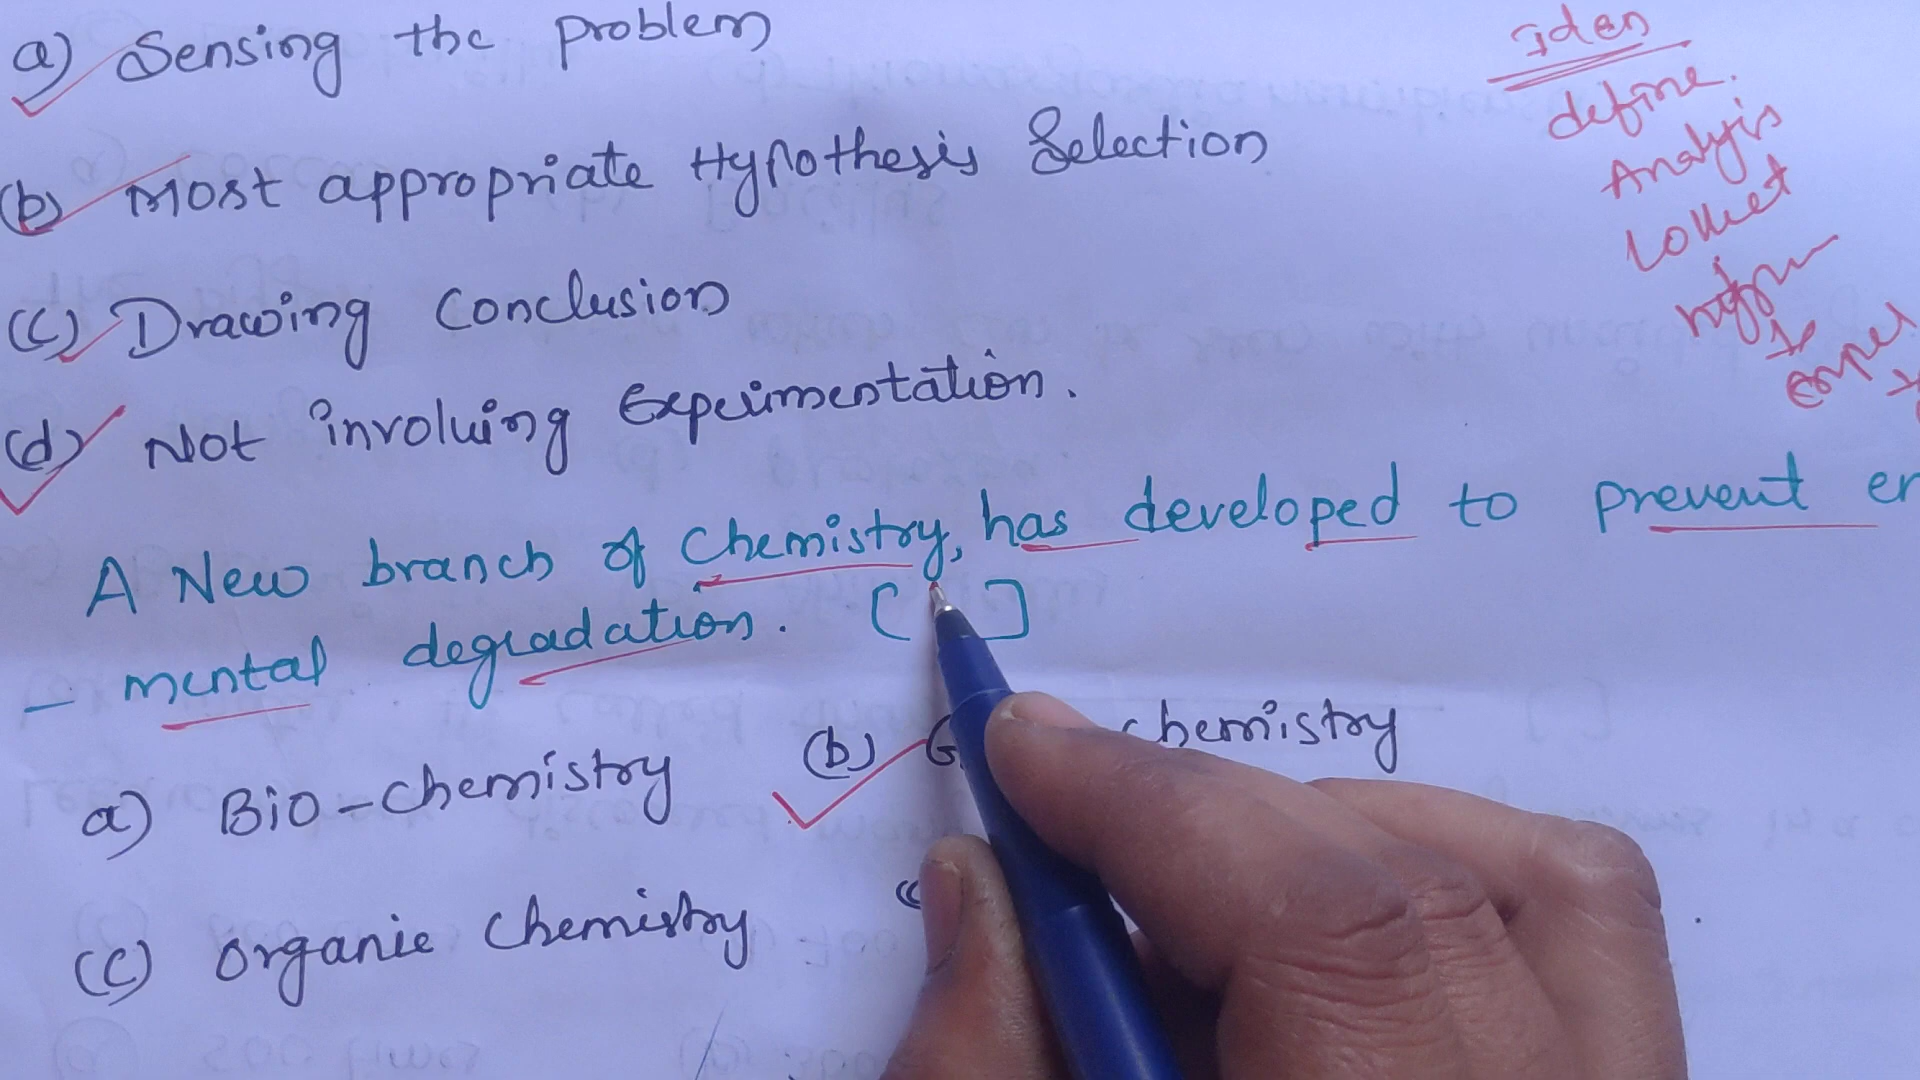 a) Sensing the problem
(b) Most appropriate Hypothesis Selection
(c) Drawing Conclusion
(d) Not involving Experimentation.
A New branch of chemistry, has developed to prevent en
- mental degradation. [ ]
a) Bio-chemistry (b) G chemistry
(c) organic chemistry (
Iden
define.
Analyis
Collect